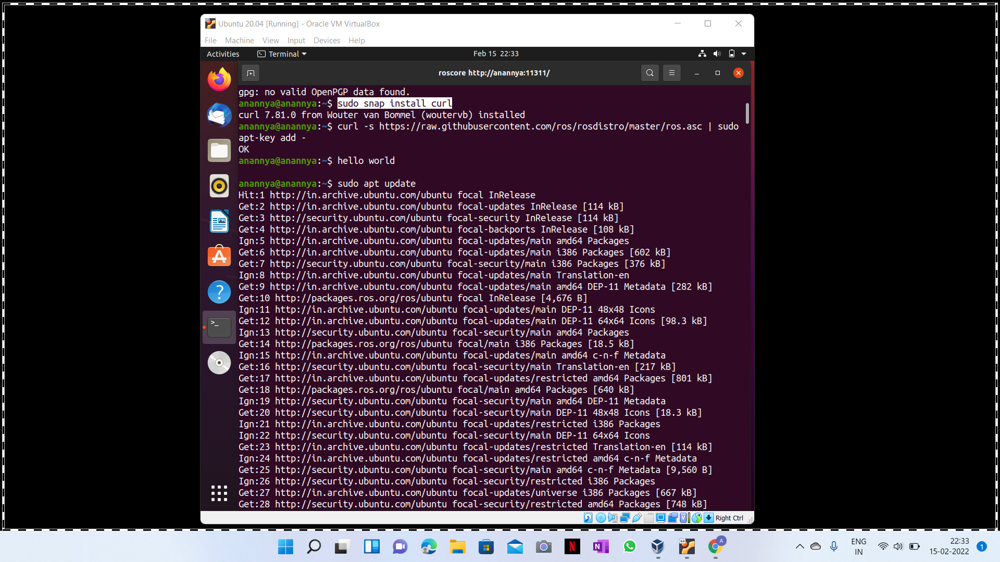 Ubuntu 20.04 [Running] - Oracle VM VirtualBox
File Machine View Input Devices Help
Activities Terminal Feb 15 22:33
roscore http://anannya:11311/
gpg: no valid OpenPGP data found.
anannya@anannya:~$ sudo snap install curl
curl 7.81.0 from Wouter van Bommel (woutervb) installed
anannya@anannya:~$ curl -s https://raw.githubusercontent.com/ros/rosdistro/master/ros.asc | sudo
apt-key add -
OK
anannya@anannya:~$ hello world
anannya@anannya:~$ sudo apt update
Hit:1 http://in.archive.ubuntu.com/ubuntu focal InRelease
Get:2 http://in.archive.ubuntu.com/ubuntu focal-updates InRelease [114 kB]
Get:3 http://security.ubuntu.com/ubuntu focal-security InRelease [114 kB]
Get:4 http://in.archive.ubuntu.com/ubuntu focal-backports InRelease [108 kB]
Ign:5 http://in.archive.ubuntu.com/ubuntu focal-updates/main amd64 Packages
Get:6 http://in.archive.ubuntu.com/ubuntu focal-updates/main i386 Packages [602 kB]
Get:7 http://security.ubuntu.com/ubuntu focal-security/main i386 Packages [376 kB]
Ign:8 http://in.archive.ubuntu.com/ubuntu focal-updates/main Translation-en
Get:9 http://in.archive.ubuntu.com/ubuntu focal-updates/main amd64 DEP-11 Metadata [282 kB]
Get:10 http://packages.ros.org/ros/ubuntu focal InRelease [4,676 B]
Ign:11 http://in.archive.ubuntu.com/ubuntu focal-updates/main DEP-11 48x48 Icons
Get:12 http://in.archive.ubuntu.com/ubuntu focal-updates/main DEP-11 64x64 Icons [98.3 kB]
Ign:13 http://security.ubuntu.com/ubuntu focal-security/main amd64 Packages
Get:14 http://packages.ros.org/ros/ubuntu focal/main i386 Packages [18.5 kB]
Ign:15 http://in.archive.ubuntu.com/ubuntu focal-updates/main amd64 c-n-f Metadata
Get:16 http://security.ubuntu.com/ubuntu focal-security/main Translation-en [217 kB]
Get:17 http://in.archive.ubuntu.com/ubuntu focal-updates/restricted amd64 Packages [801 kB]
Get:18 http://packages.ros.org/ros/ubuntu focal/main amd64 Packages [640 kB]
Ign:19 http://security.ubuntu.com/ubuntu focal-security/main amd64 DEP-11 Metadata
Get:20 http://security.ubuntu.com/ubuntu focal-security/main DEP-11 48x48 Icons [18.3 kB]
Ign:21 http://in.archive.ubuntu.com/ubuntu focal-updates/restricted i386 Packages
Ign:22 http://security.ubuntu.com/ubuntu focal-security/main DEP-11 64x64 Icons
Get:23 http://in.archive.ubuntu.com/ubuntu focal-updates/restricted Translation-en [114 kB]
Ign:24 http://in.archive.ubuntu.com/ubuntu focal-updates/restricted amd64 c-n-f Metadata
Get:25 http://security.ubuntu.com/ubuntu focal-security/main amd64 c-n-f Metadata [9,560 B]
Ign:26 http://security.ubuntu.com/ubuntu focal-security/restricted i386 Packages
Get:27 http://in.archive.ubuntu.com/ubuntu focal-updates/universe i386 Packages [667 kB]
Get:28 http://security.ubuntu.com/ubuntu focal-security/restricted amd64 Packages [748 kB]
Right Ctrl
ENG 22:33
IN 15-02-2022 1